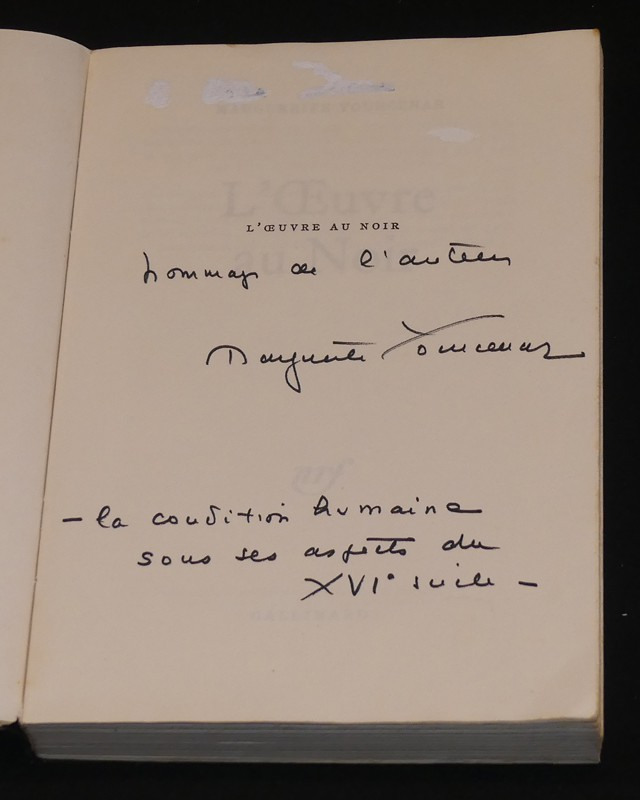 L'ŒUVRE AU NOIR
hommage de l'auteur
Marguerite Yourcenar
— la condition humaine
sous ses aspects du
XVIe siècle —